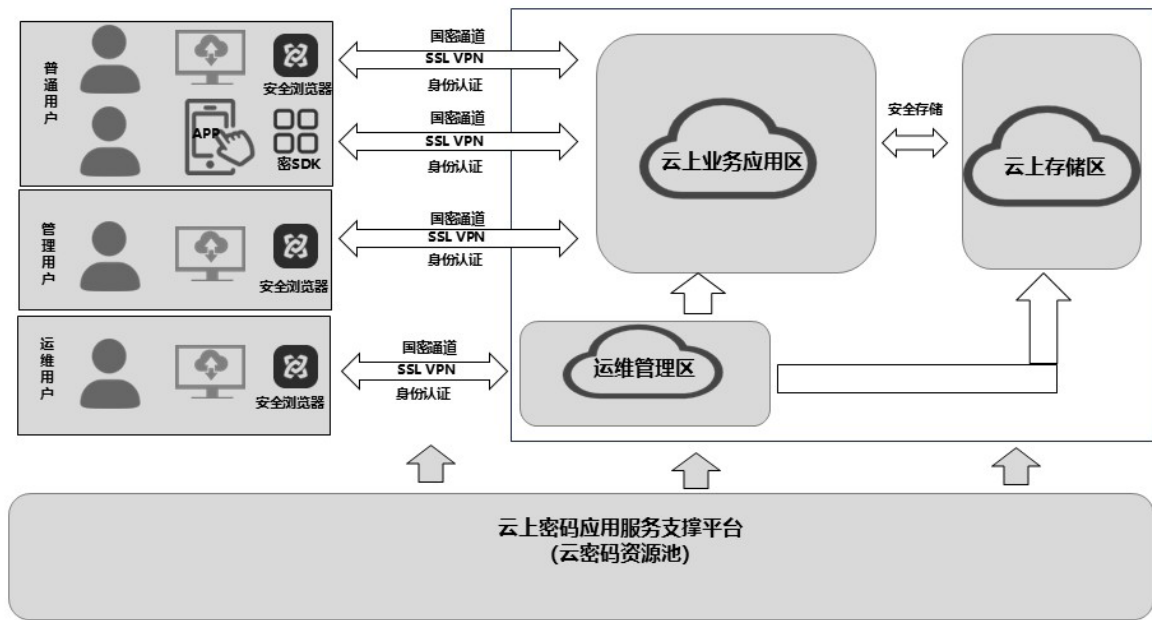 普通用户
安全浏览器
APP
密SDK
国密通道
SSL VPN
身份认证
国密通道
SSL VPN
身份认证
云上业务应用区
安全存储
云上存储区
管理用户
安全浏览器
国密通道
SSL VPN
身份认证
运维用户
安全浏览器
国密通道
SSL VPN
身份认证
运维管理区
云上密码应用服务支撑平台
(云密码资源池)